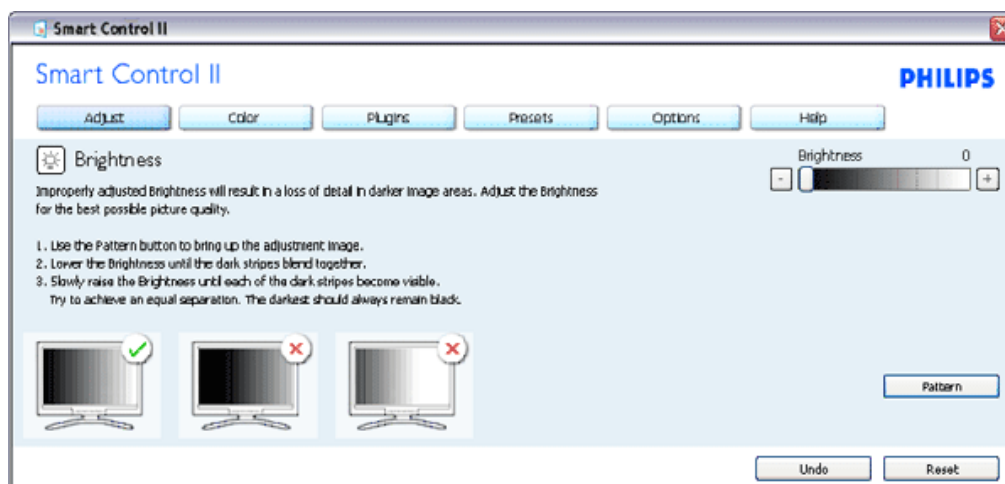 Smart Control II
Smart Control II
PHILIPS
Adjust Color Plugins Presets Options Help
Brightness
Brightness 0
Improperly adjusted Brightness will result in a loss of detail in darker image areas. Adjust the Brightness
for the best possible picture quality.
- +
1. Use the Pattern button to bring up the adjustment image.
2. Lower the Brightness until the dark stripes blend together.
3. Slowly raise the Brightness until each of the dark stripes become visible.
Try to achieve an equal separation. The darkest should always remain black.
Pattern
Undo Reset